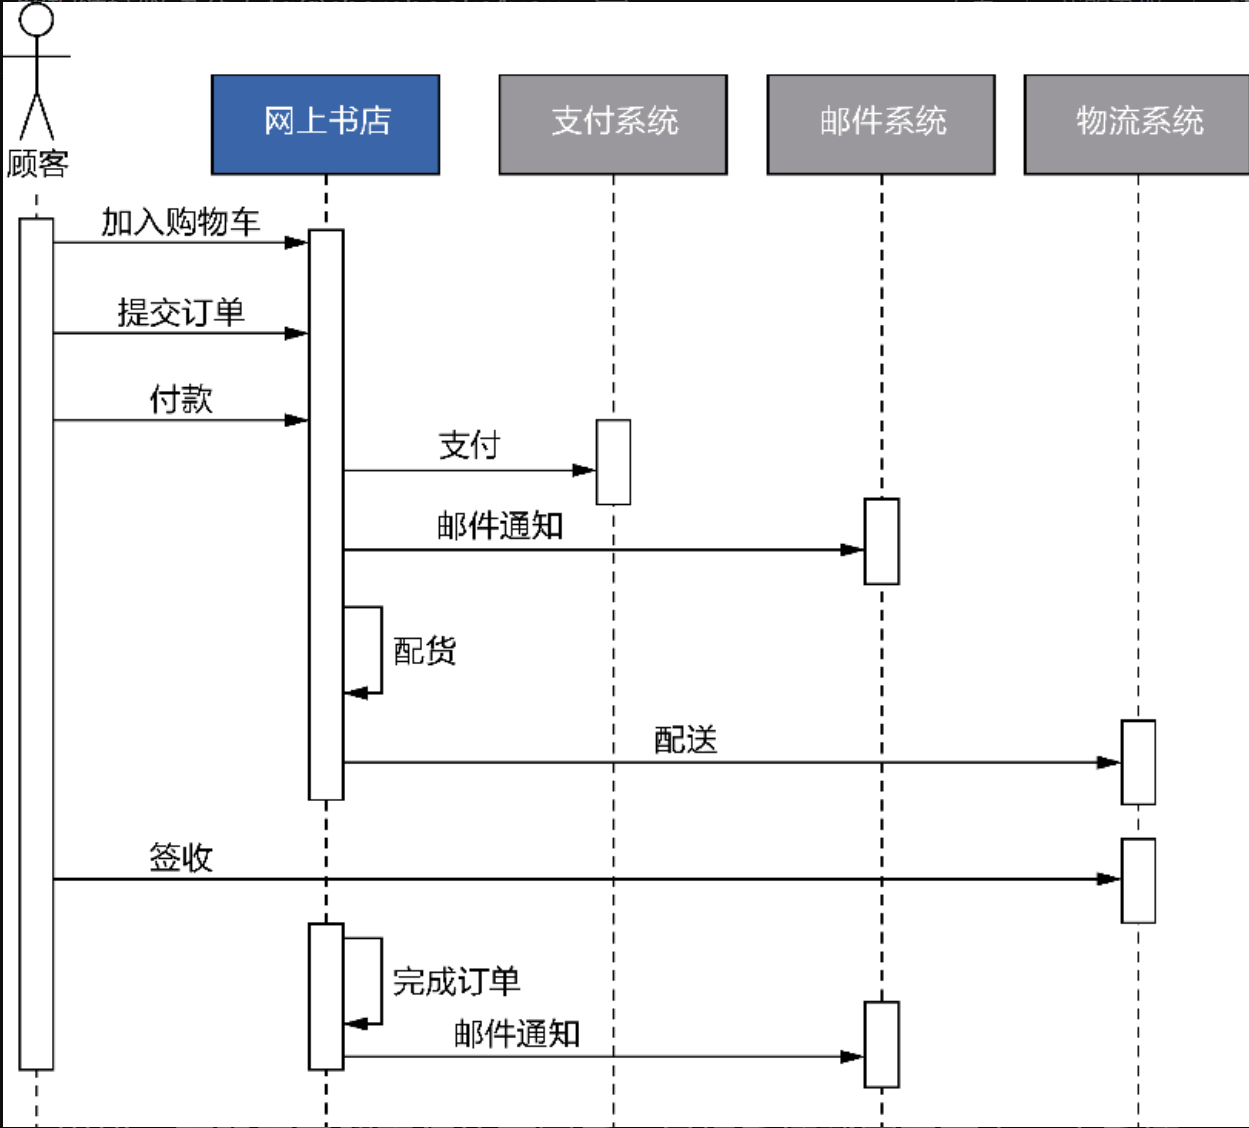 顾客
网上书店
支付系统
邮件系统
物流系统
加入购物车
提交订单
付款
支付
邮件通知
配货
配送
签收
完成订单
邮件通知